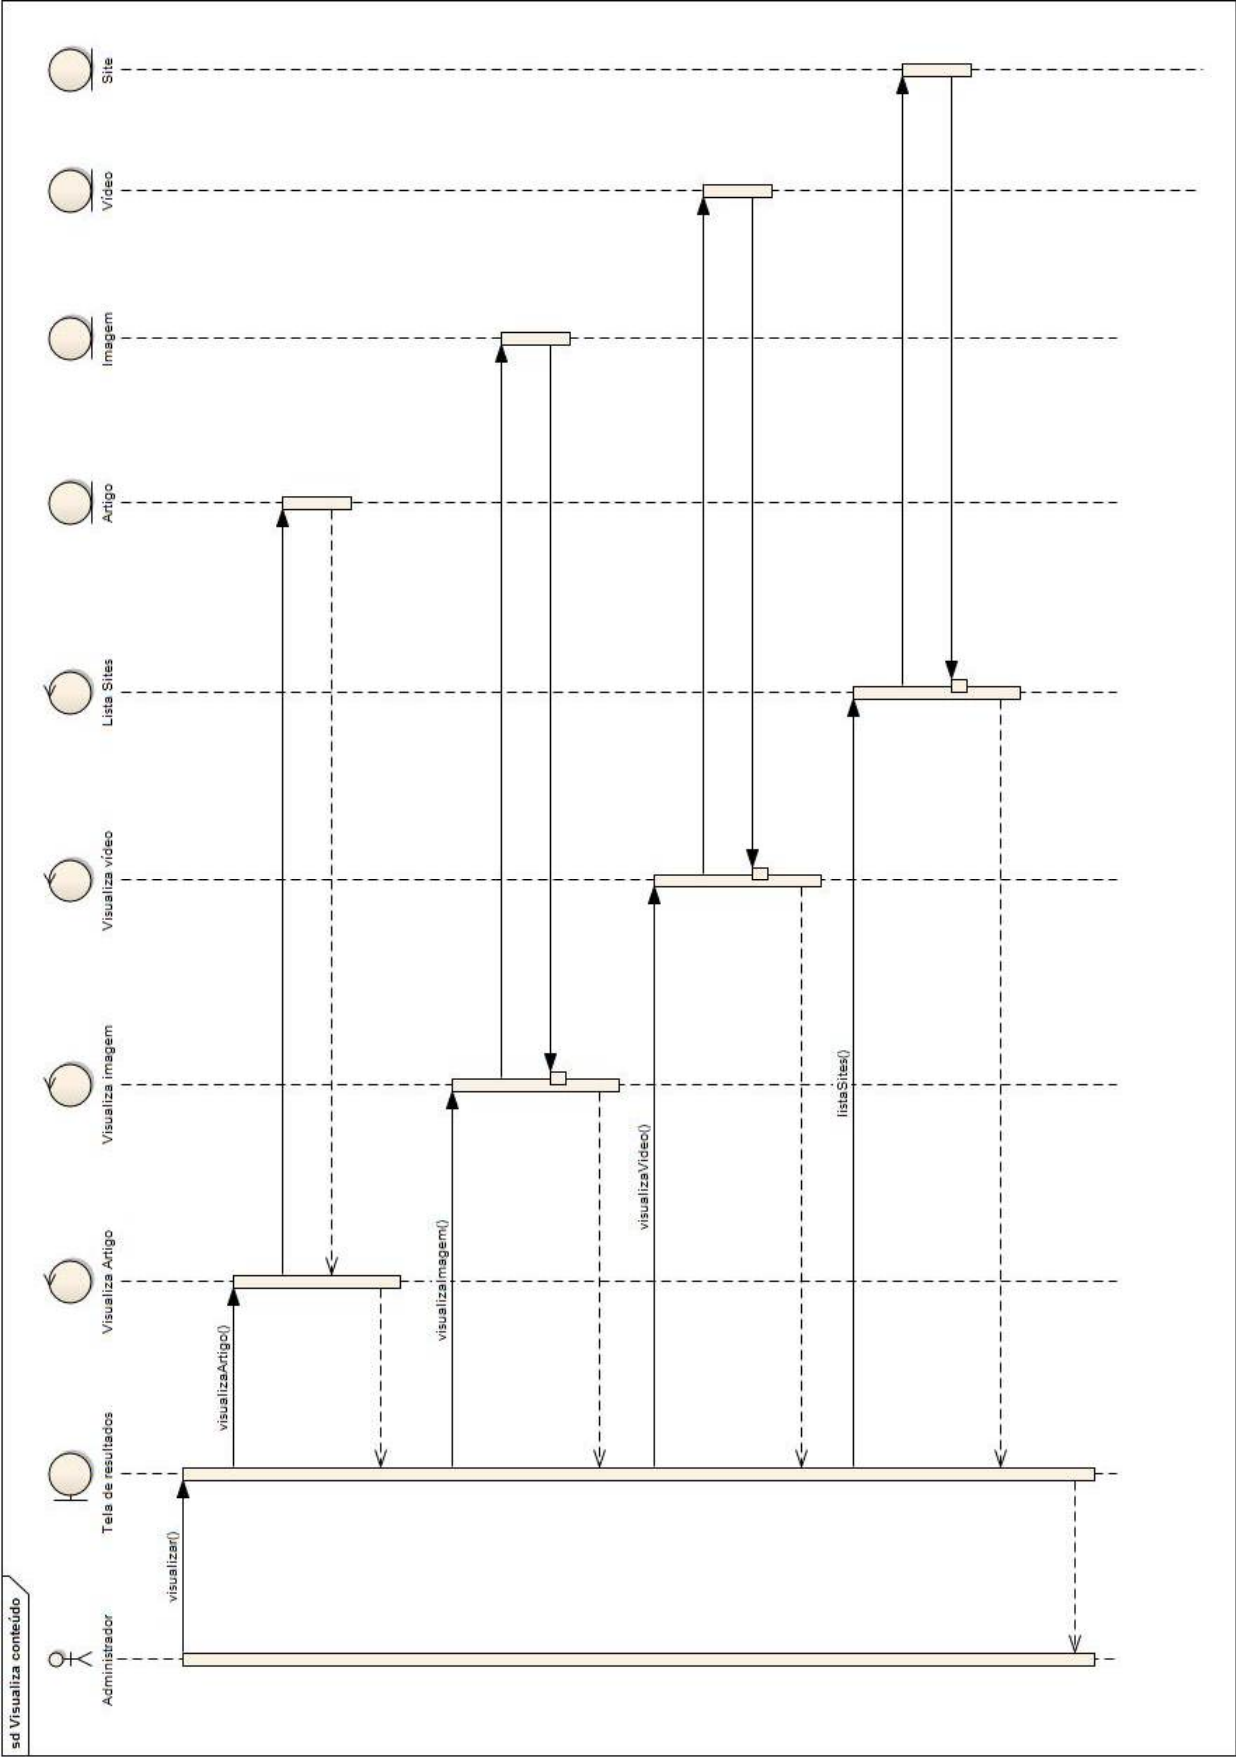 sd Visualiza conteúdo
Administrador
Tela de resultados
Visualiza Artigo
Visualiza imagem
Visualiza vídeo
Lista Sites
Artigo
Imagem
Vídeo
Site
visualizar()
visualizaArtigo()
visualizaImagem()
visualizaVideo()
listaSites()